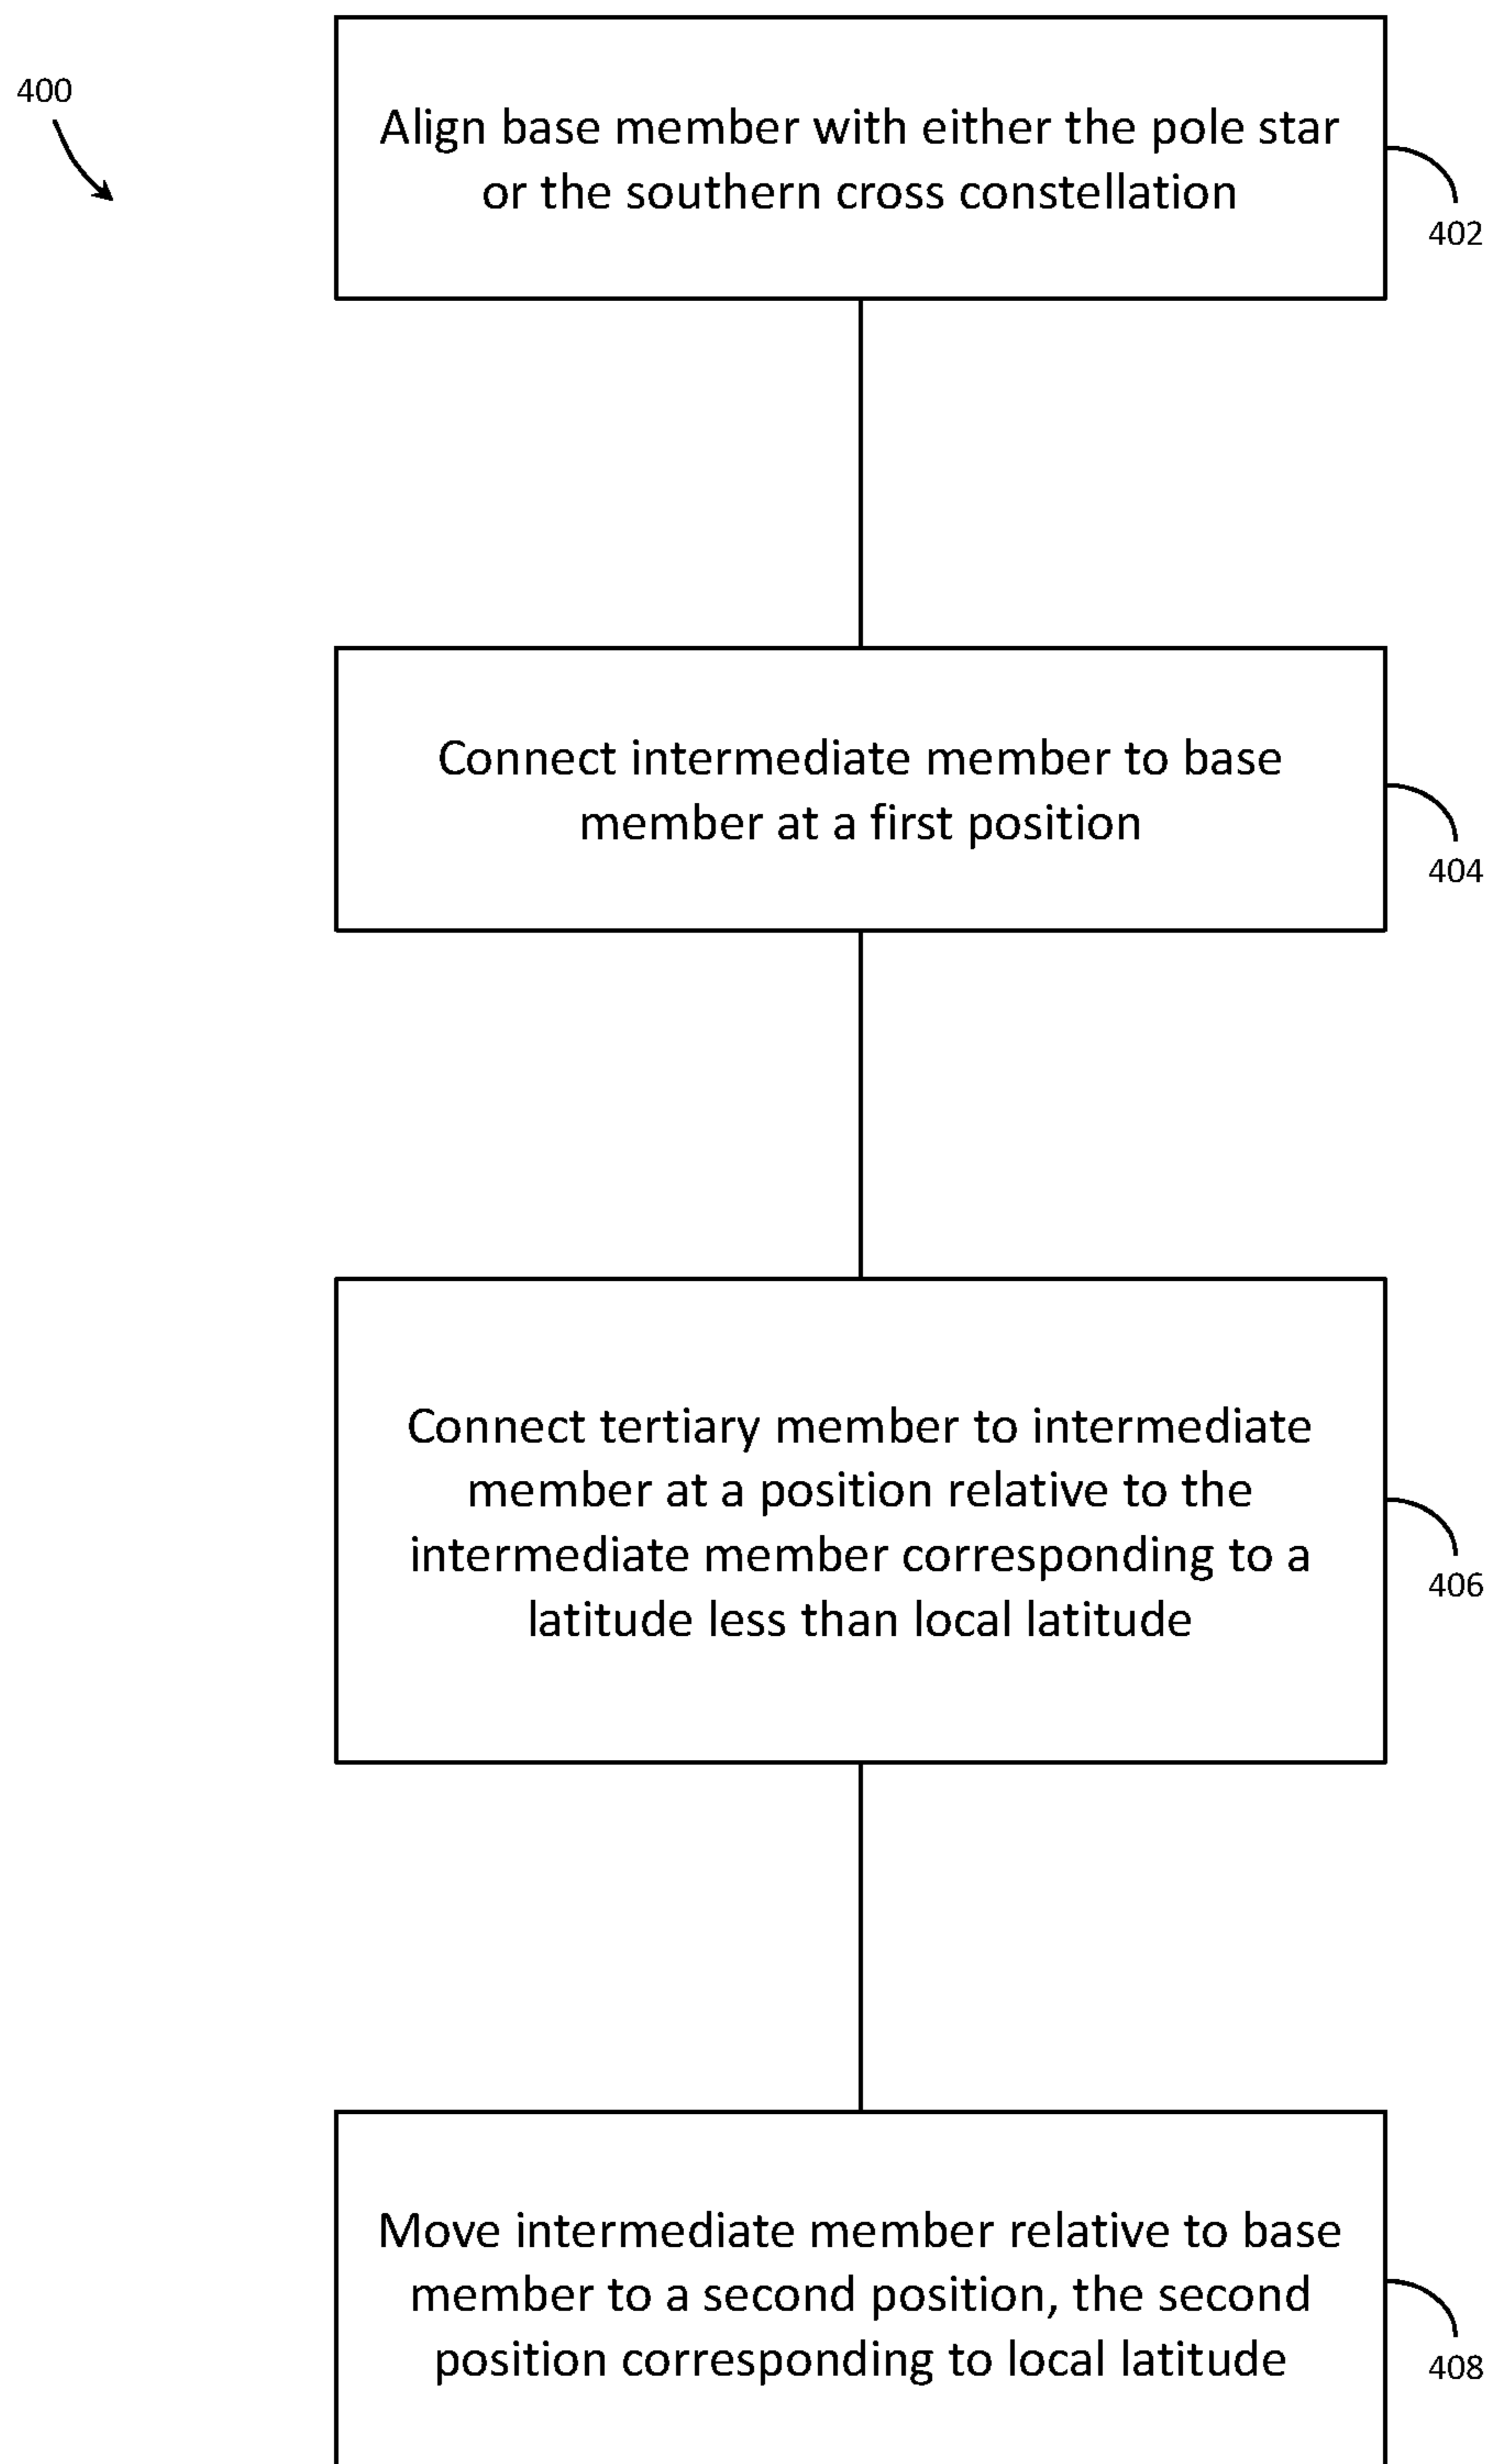 400
Align base member with either the pole star
or the southern cross constellation
402
Connect intermediate member to base
member at a first position
404
Connect tertiary member to intermediate
member at a position relative to the
intermediate member corresponding to a
latitude less than local latitude
406
Move intermediate member relative to base
member to a second position, the second
position corresponding to local latitude
408